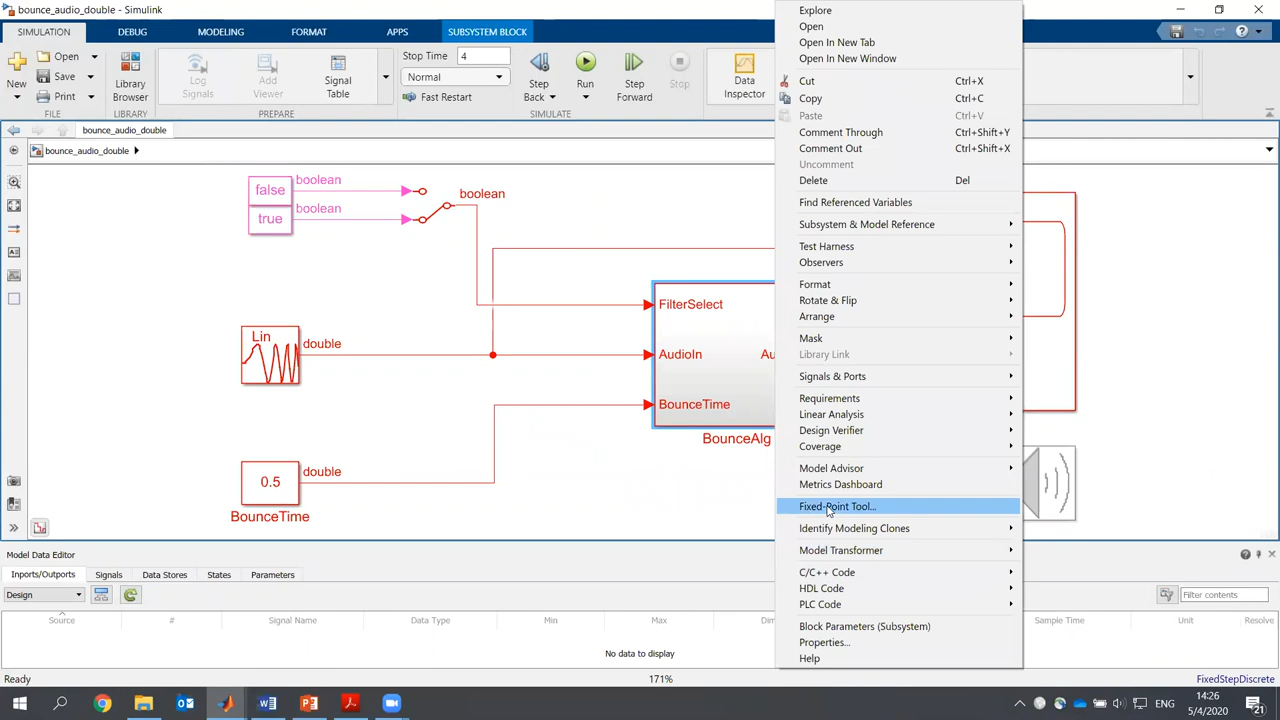 bounce_audio_double - Simulink
SIMULATION
DEBUG
MODELING
FORMAT
APPS
SUBSYSTEM BLOCK
New
Open
Save
Print
FILE
Library
Browser
LIBRARY
Log
Signals
Add
Viewer
Signal
Table
PREPARE
Stop Time 4
Normal
Fast Restart
Step
Back
Run
Step
Forward
Stop
SIMULATE
Data
Inspector
bounce_audio_double
bounce_audio_double
false
boolean
true
boolean
boolean
Lin
double
0.5
double
BounceTime
FilterSelect
AudioIn
BounceTime
Au
BounceAlg
Explore
Open
Open In New Tab
Open In New Window
Cut Ctrl+X
Copy Ctrl+C
Paste Ctrl+V
Comment Through Ctrl+Shift+Y
Comment Out Ctrl+Shift+X
Uncomment
Delete Del
Find Referenced Variables
Subsystem & Model Reference
Test Harness
Observers
Format
Rotate & Flip
Arrange
Mask
Library Link
Signals & Ports
Requirements
Linear Analysis
Design Verifier
Coverage
Model Advisor
Metrics Dashboard
Fixed-Point Tool...
Identify Modeling Clones
Model Transformer
C/C++ Code
HDL Code
PLC Code
Block Parameters (Subsystem)
Properties...
Help
Model Data Editor
Inports/Outports
Signals
Data Stores
States
Parameters
Design
Filter contents
Source
#
Signal Name
Data Type
Min
Max
Dim
Sample Time
Unit
Resolve
No data to display
Ready
171%
FixedStepDiscrete
ENG
14:26
5/4/2020
21